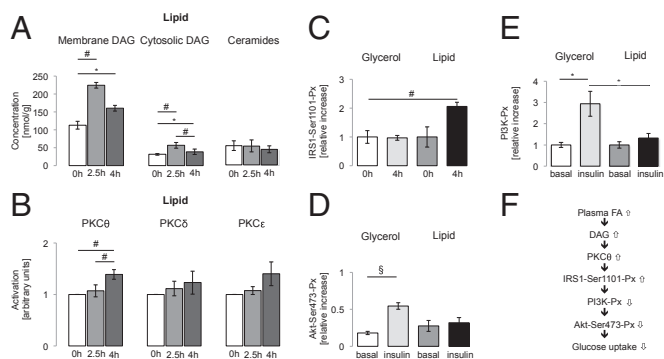 A
Lipid
Membrane DAG Cytosolic DAG Ceramides
Concentration
[nmol/g]
250
200
150
100
50
0
#
*
#
*
#
0h 2.5h 4h 0h 2.5h 4h 0h 2.5h 4h
B
Lipid
PKCθ PKCδ PKCε
Activation
[arbitrary units]
2
1
0
#
#
0h 2.5h 4h 0h 2.5h 4h 0h 2.5h 4h
C
Glycerol Lipid
IRS1-Ser1101-Px
[relative increase]
3
2
1
0
#
0h 4h 0h 4h
D
Glycerol Lipid
Akt-Ser473-Px
[relative increase]
1
0.5
0
§
basal insulin basal insulin
E
Glycerol Lipid
PI3K-Px
[relative increase]
5
4
3
2
1
0
* *
basal insulin basal insulin
F
Plasma FA ⇧
↓
DAG ⇧
↓
PKCθ ⇧
↓
IRS1-Ser1101-Px ⇧
↓
PI3K-Px ⇩
↓
Akt-Ser473-Px ⇩
↓
Glucose uptake ⇩